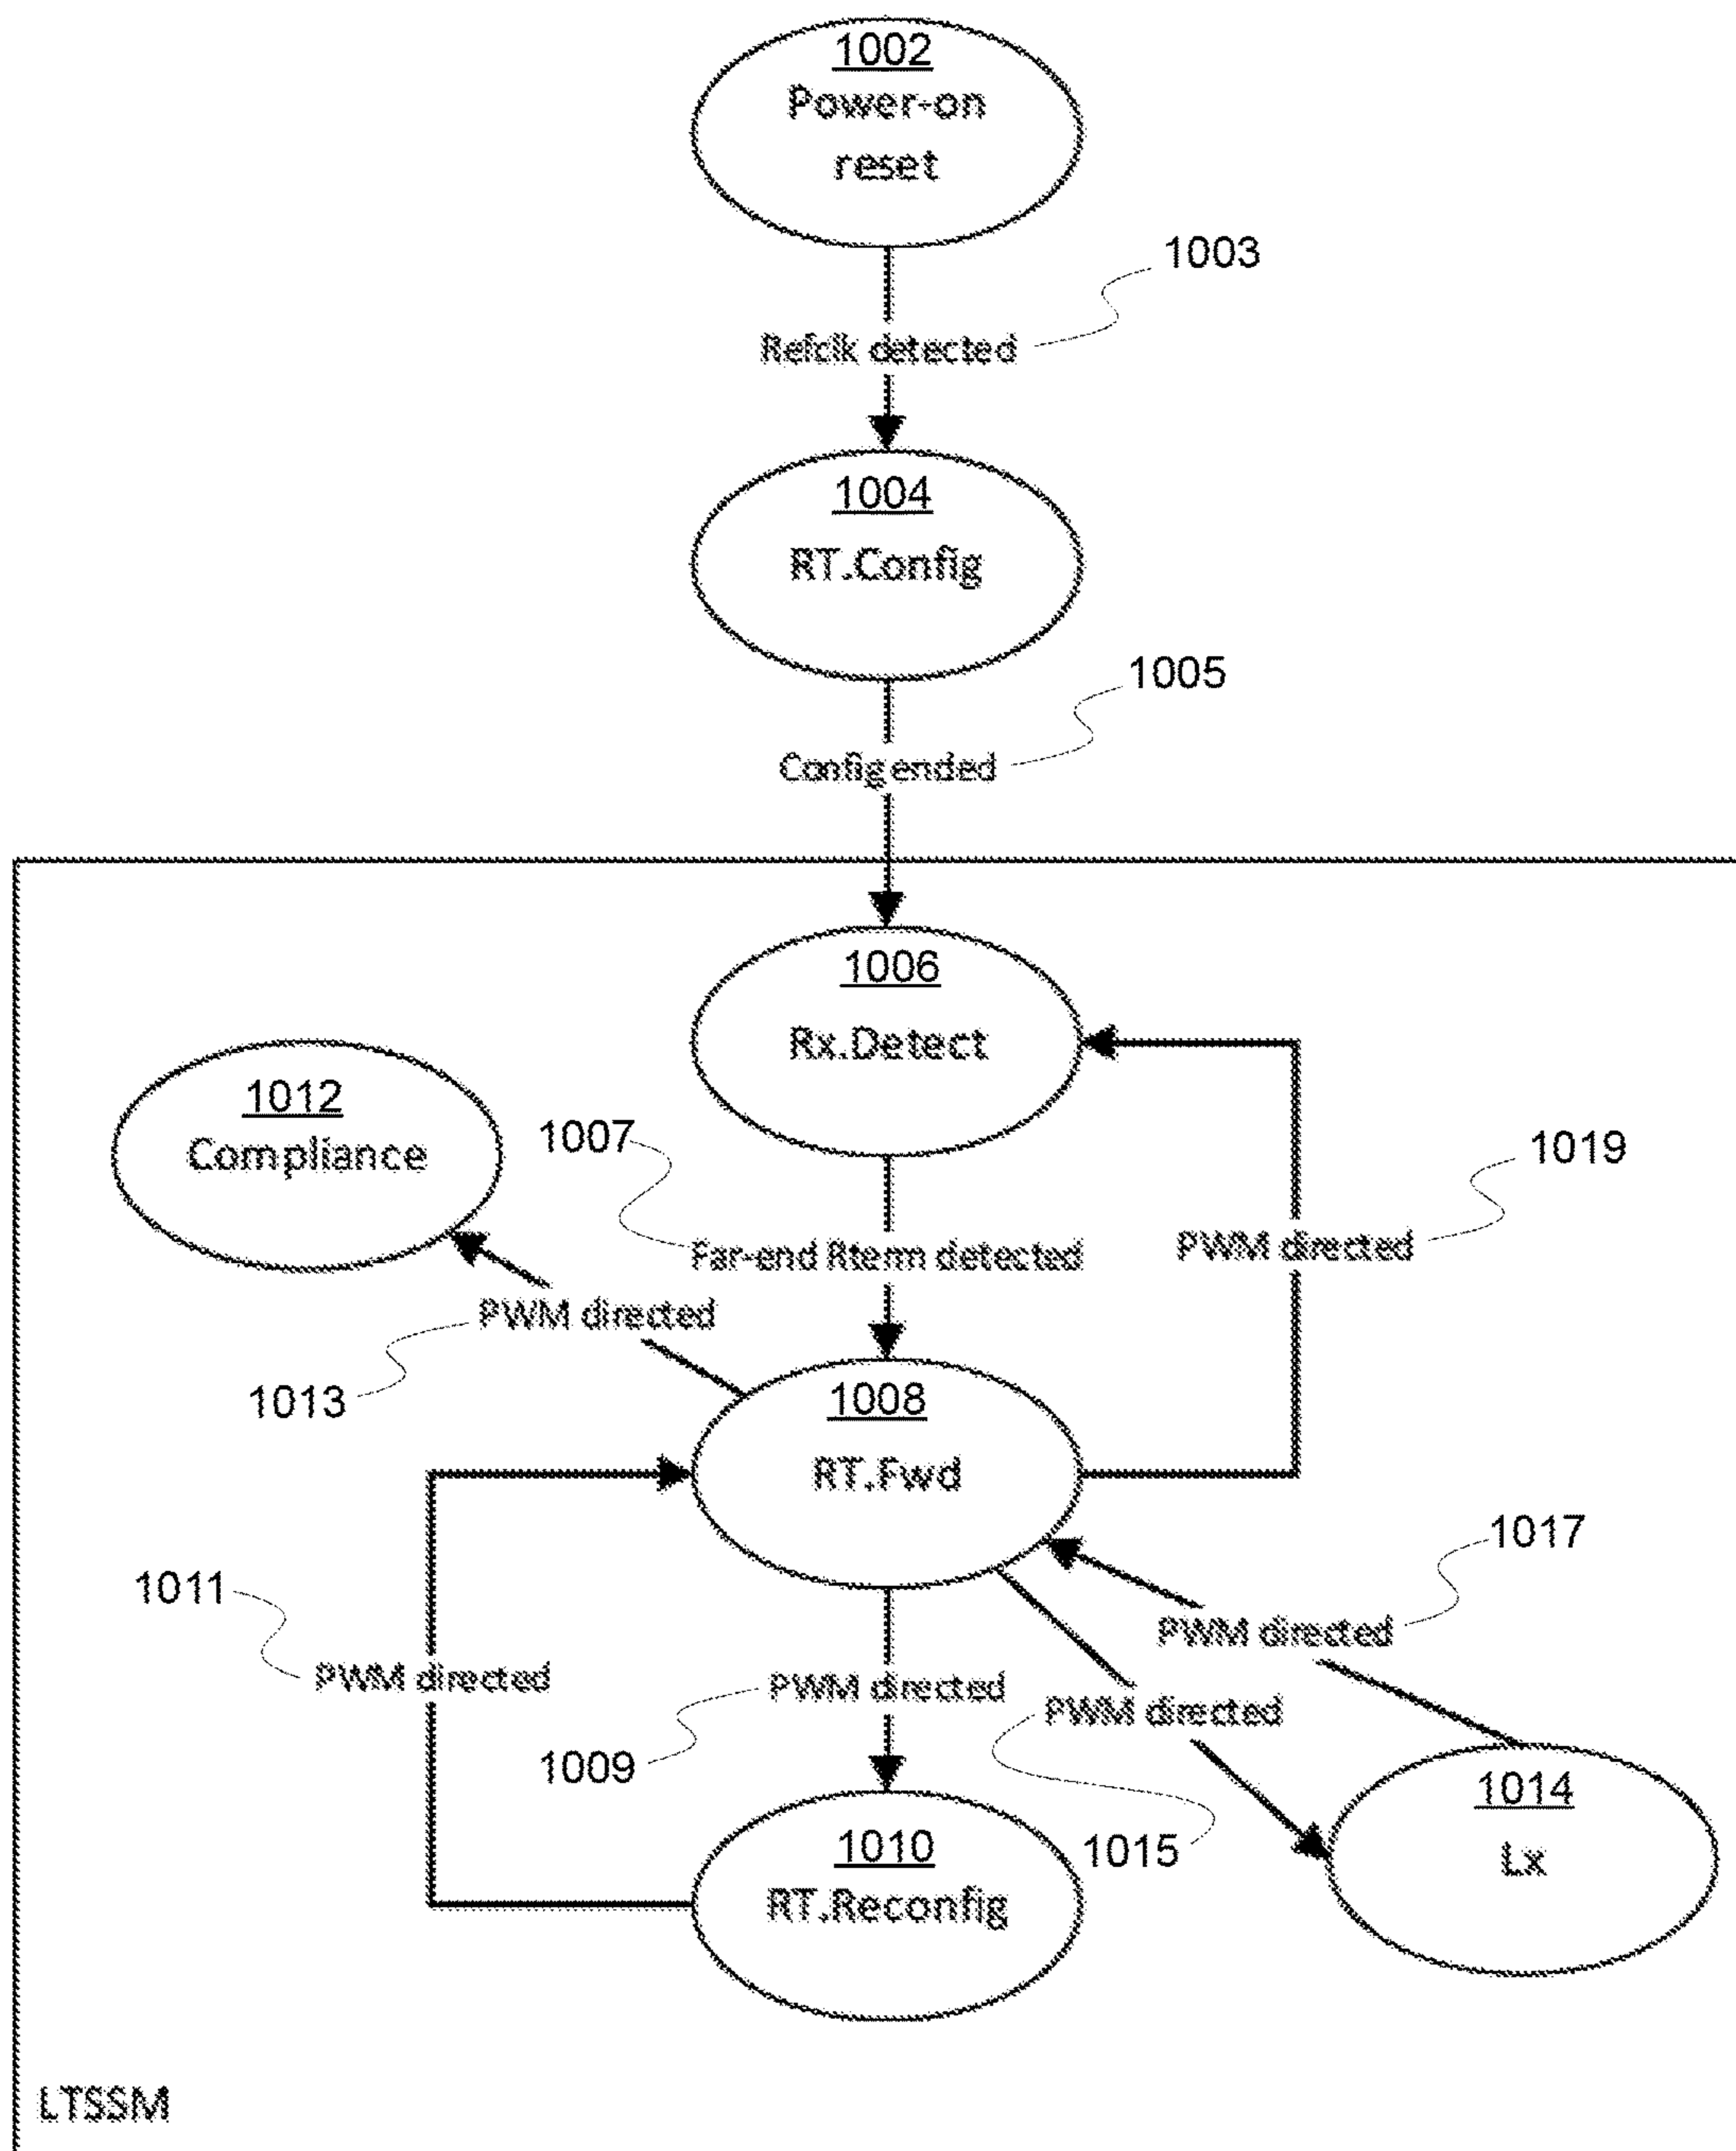 1002
Power-on
reset
1003
Refclk detected
1004
RT.Config
1005
Config ended
1006
Rx.Detect
1012
Compliance
1007
1019
Far-end Rterm detected
PWM directed
PWM directed
1013
1008
RT.Fwd
1017
1011
PWM directed
PWM directed
PWM directed
PWM directed
1009
1014
Lx
1010
1015
RT.Reconfig
LTSSM